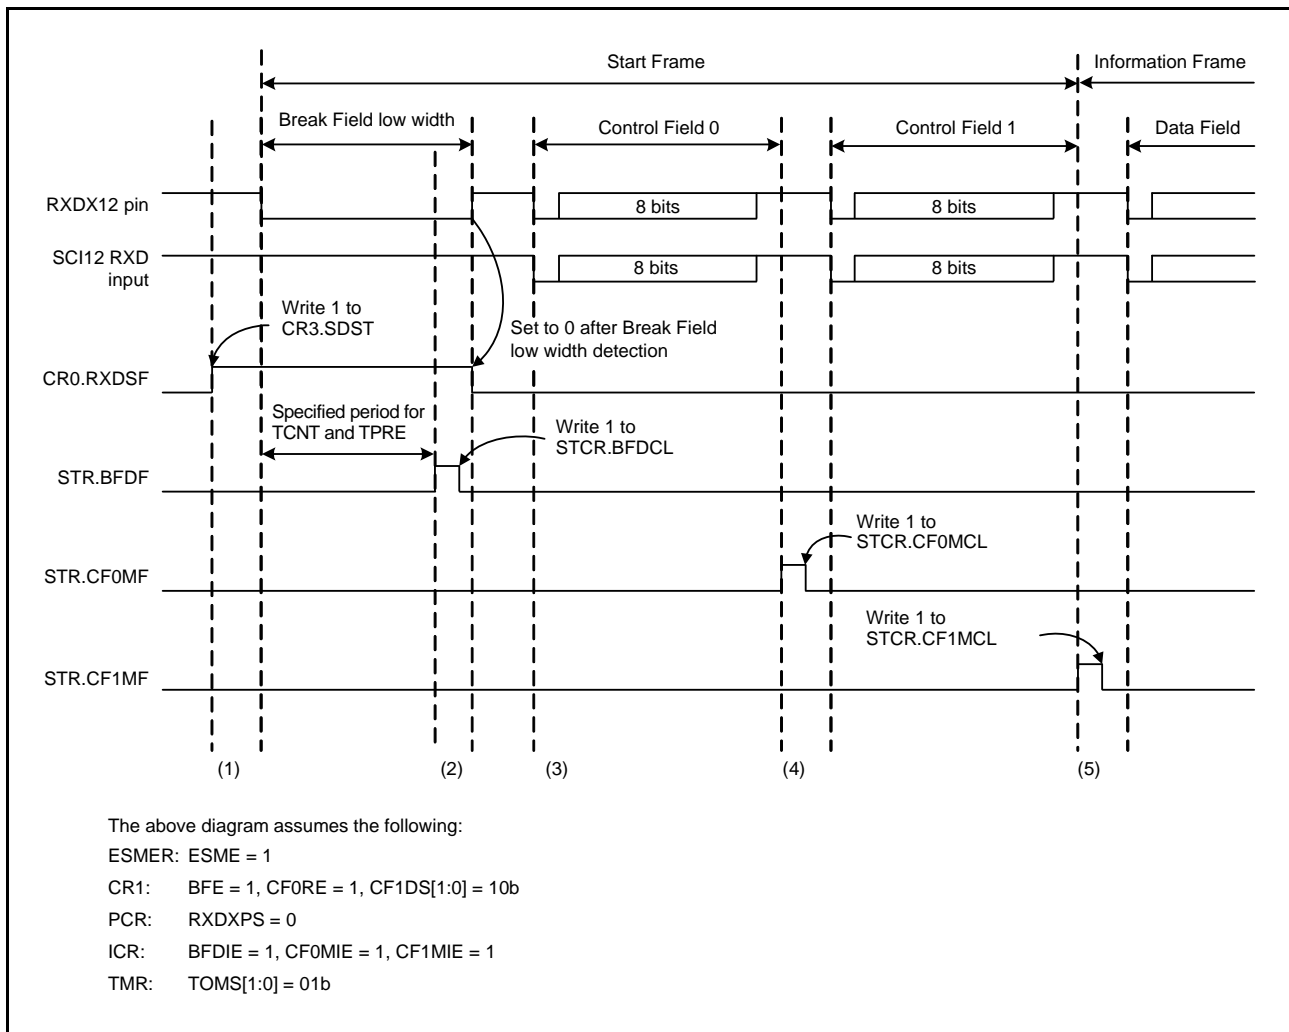 Start Frame
Information Frame
Break Field low width
Control Field 0
Control Field 1
Data Field
RXDX12 pin
8 bits
8 bits
SCI12 RXD
input
8 bits
8 bits
Write 1 to
CR3.SDST
Set to 0 after Break Field
low width detection
CR0.RXDSF
Specified period for
TCNT and TPRE
Write 1 to
STCR.BFDCL
STR.BFDF
Write 1 to
STCR.CF0MCL
STR.CF0MF
Write 1 to
STCR.CF1MCL
STR.CF1MF
(1)
(2)
(3)
(4)
(5)
The above diagram assumes the following:
ESMER: ESME = 1
CR1: BFE = 1, CF0RE = 1, CF1DS[1:0] = 10b
PCR: RXDXPS = 0
ICR: BFDIE = 1, CF0MIE = 1, CF1MIE = 1
TMR: TOMS[1:0] = 01b